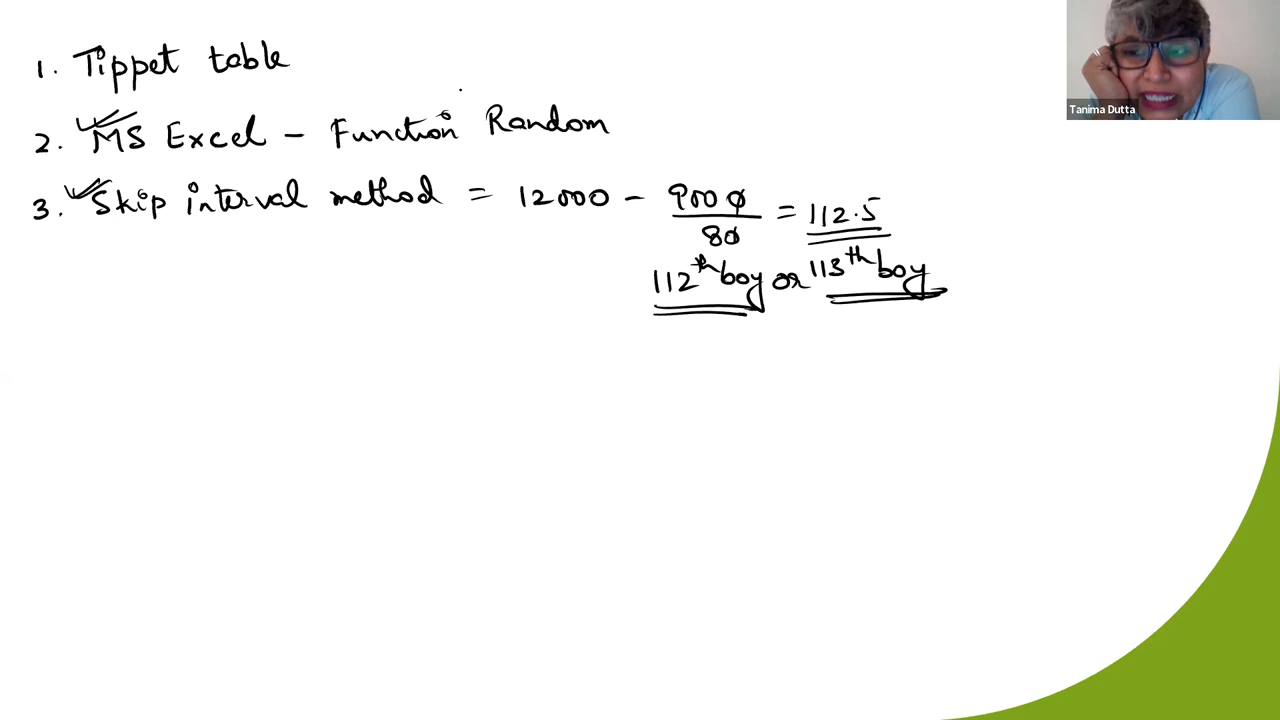 1. Tippet table
2. MS Excel - Function Random
3. Skip interval method = 12000 - 9000/80 = 112.5
112th boy or 113th boy
Tanima Dutta